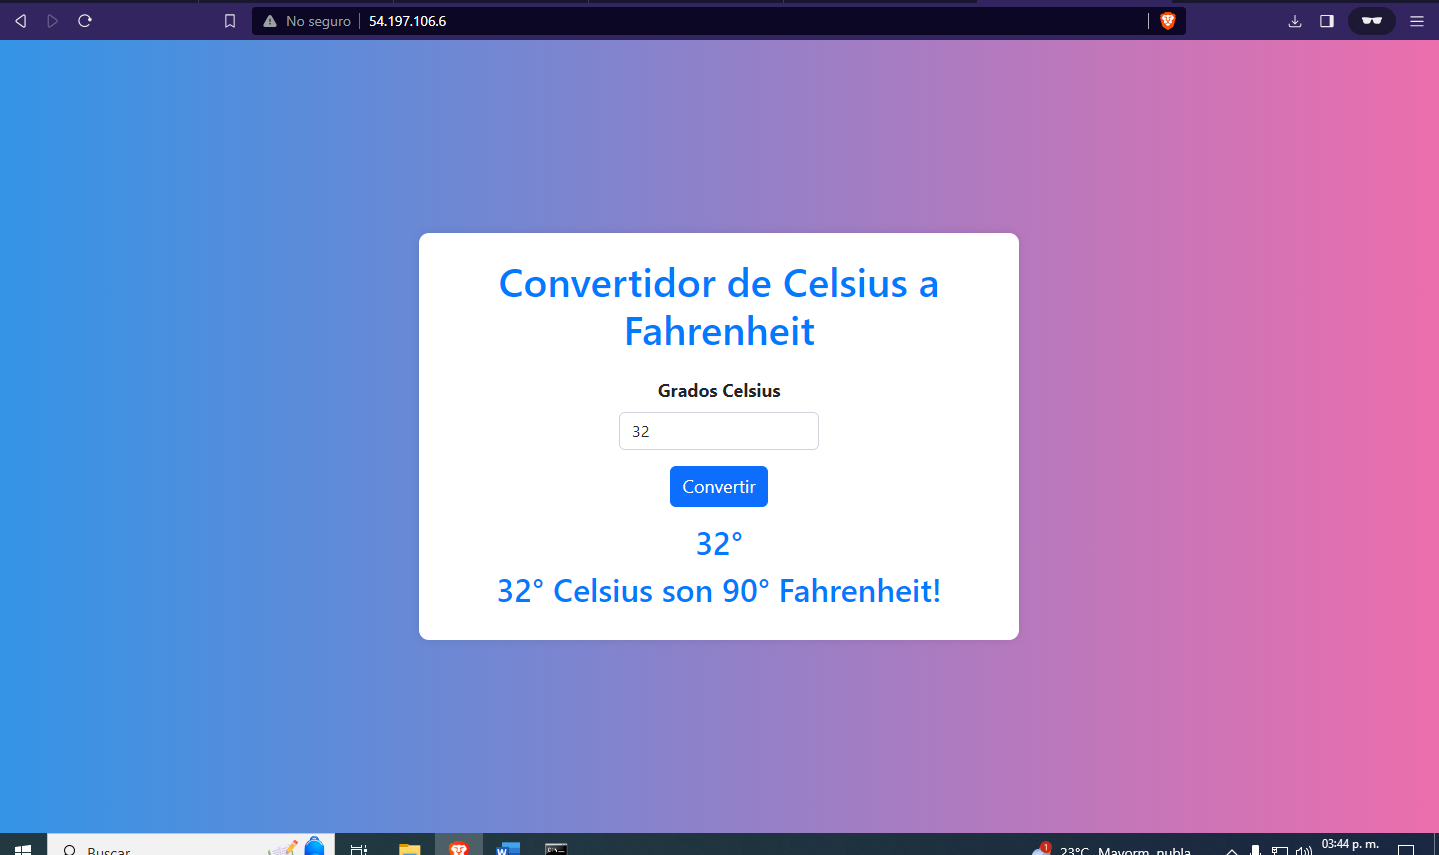 No seguro
54.197.106.6
Convertidor de Celsius a
Fahrenheit
Grados Celsius
32
Convertir
32°
32° Celsius son 90° Fahrenheit!
Buscar
1
23°C Mayorm. nubla
03:44 p. m.